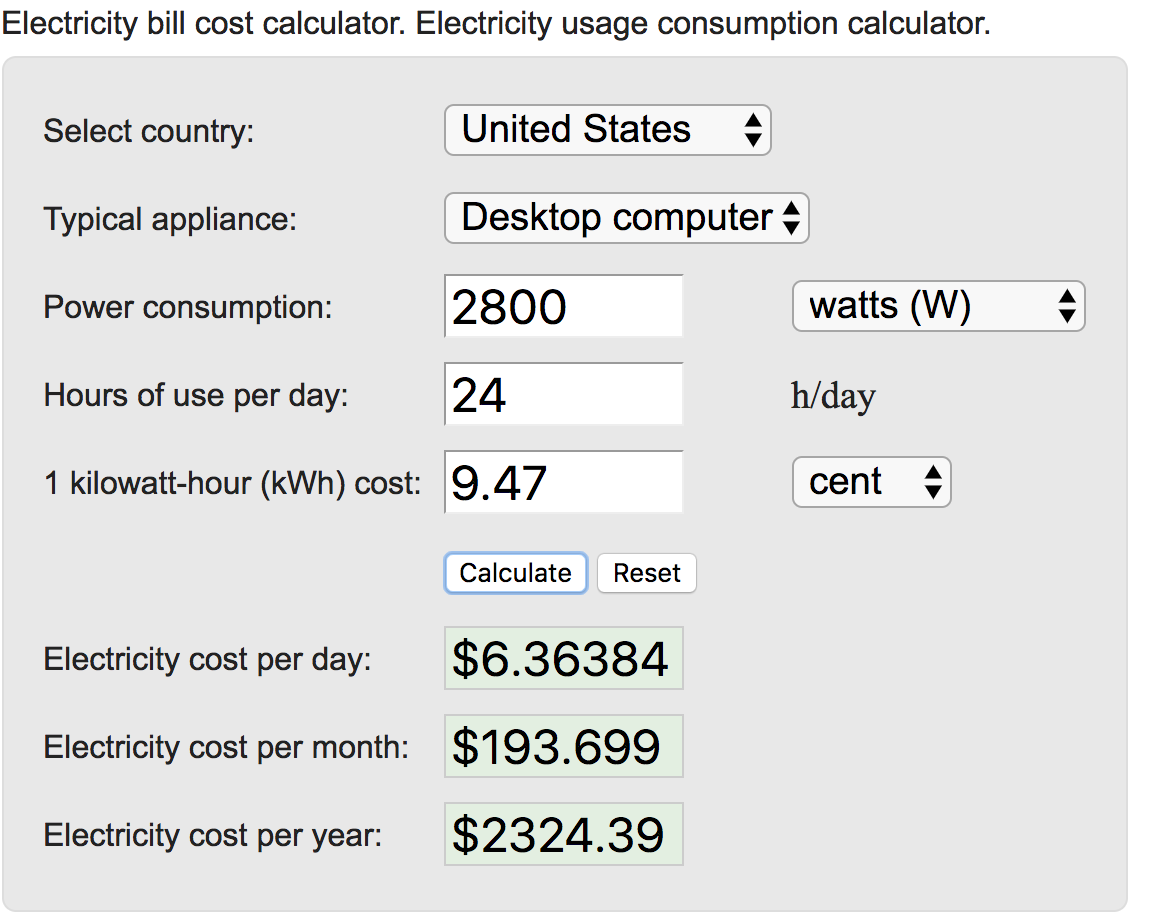 Electricity bill cost calculator. Electricity usage consumption calculator.
Select country: United States
Typical appliance: Desktop computer
Power consumption: 2800 watts (W)
Hours of use per day: 24 h/day
1 kilowatt-hour (kWh) cost: 9.47 cent
Calculate Reset
Electricity cost per day: $6.36384
Electricity cost per month: $193.699
Electricity cost per year: $2324.39